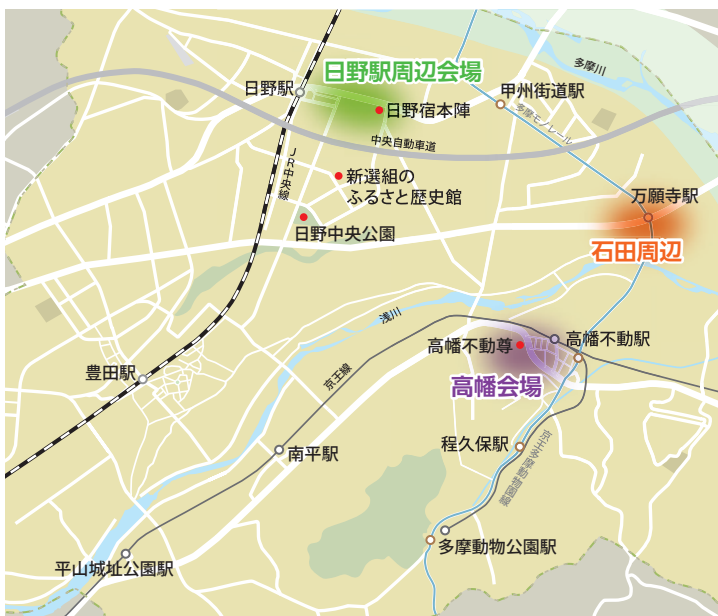 日野駅周辺会場
多摩川
日野駅
甲州街道駅
日野宿本陣
多摩モノレール
中央自動車道
JR中央線
新選組の
ふるさと歴史館
万願寺駅
日野中央公園
石田周辺
浅川
高幡不動尊
高幡不動駅
豊田駅
京王線
高幡会場
程久保駅
南平駅
京王多摩動物園線
多摩動物公園駅
平山城址公園駅